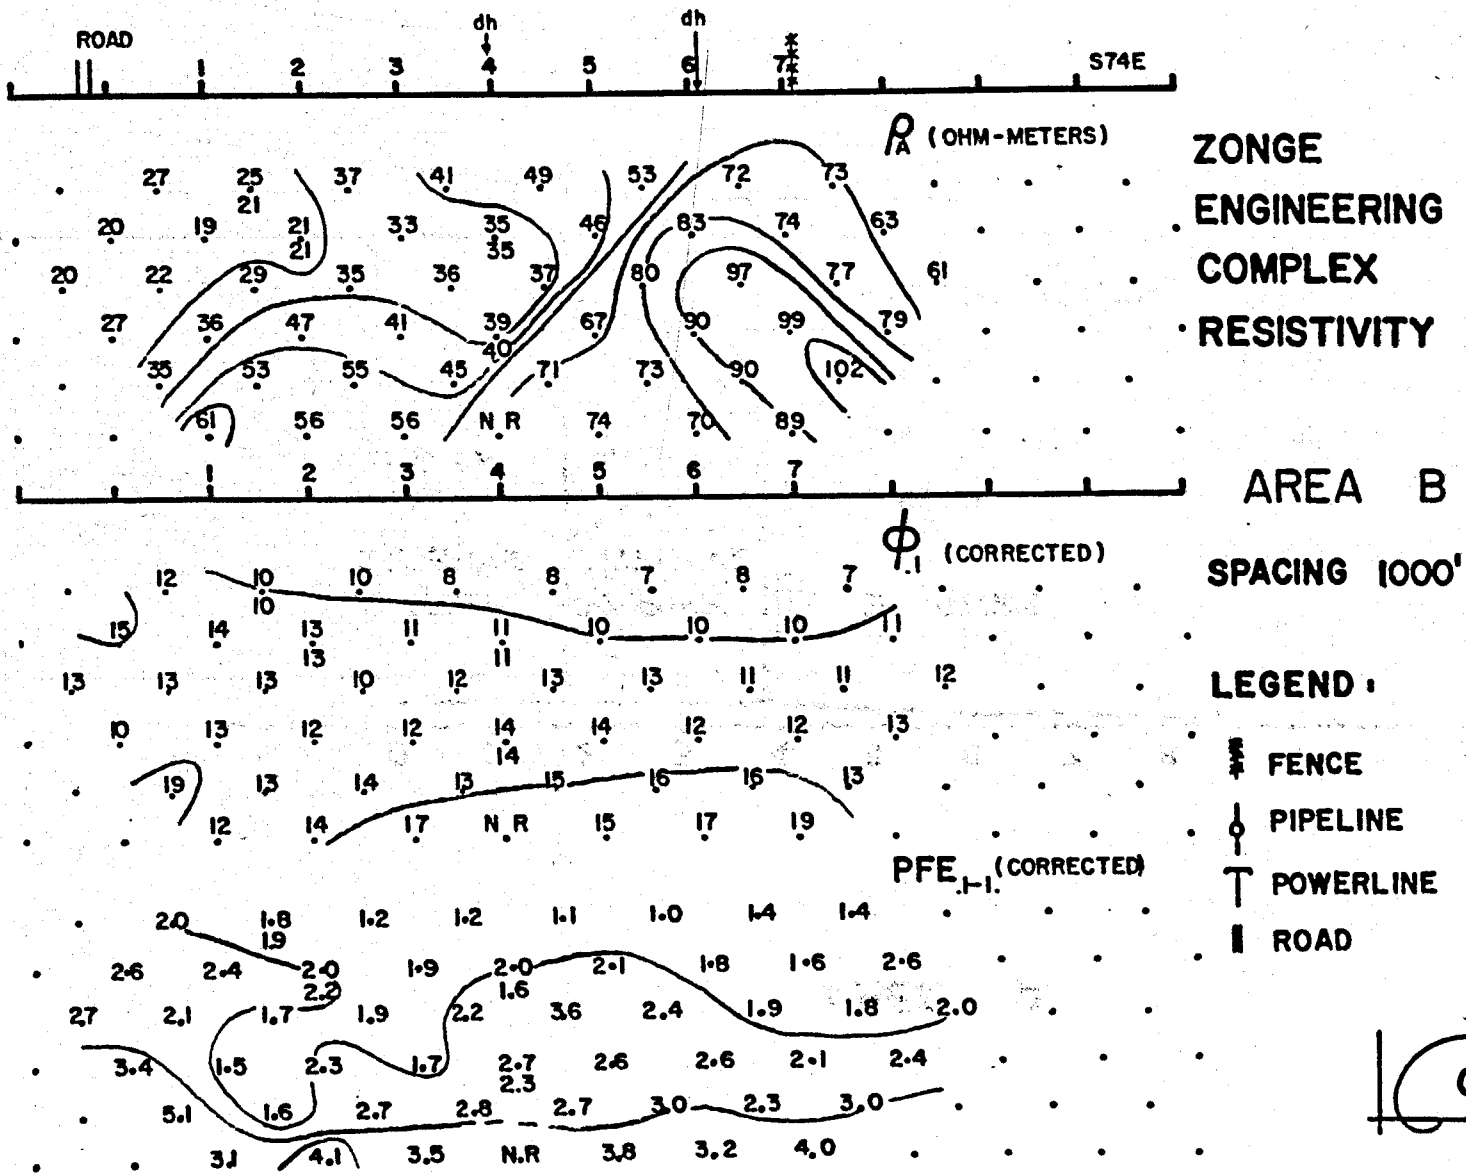 dh dh
ROAD
1 2 3 4 5 6 7 S74E
ρA (OHM-METERS)
27 25 37 41 49 53 72 73
21
20 19 21 33 35 46 83 74 63
21 35
20 22 29 35 36 37 80 97 77 61
27 36 47 41 39 67 90 99 79
40
35 53 55 45 71 73 90 102
61 56 56 N R 74 70 89
1 2 3 4 5 6 7
ϕ.1 (CORRECTED)
12 10 10 8 8 7 8 7
10
15 14 13 11 11 10 10 10 11
13 11
13 13 13 10 12 13 13 11 11 12
10 13 12 12 14 14 12 12 13
14
19 13 14 13 15 16 16 13
12 14 17 N R 15 17 19
PFE.1-1. (CORRECTED)
2.0 1.8 1.2 1.2 1.1 1.0 1.4 1.4
1.9
2.6 2.4 2.0 1.9 2.0 2.1 1.8 1.6 2.6
2.2 1.6
2.7 2.1 1.7 1.9 2.2 3.6 2.4 1.9 1.8 2.0
3.4 1.5 2.3 1.7 2.7 2.6 2.6 2.1 2.4
2.3
5.1 1.6 2.7 2.8 2.7 3.0 2.3 3.0
3.1 4.1 3.5 N.R 3.8 3.2 4.0
ZONGE
ENGINEERING
COMPLEX
RESISTIVITY
AREA B
SPACING 1000'
LEGEND:
FENCE
PIPELINE
POWERLINE
ROAD